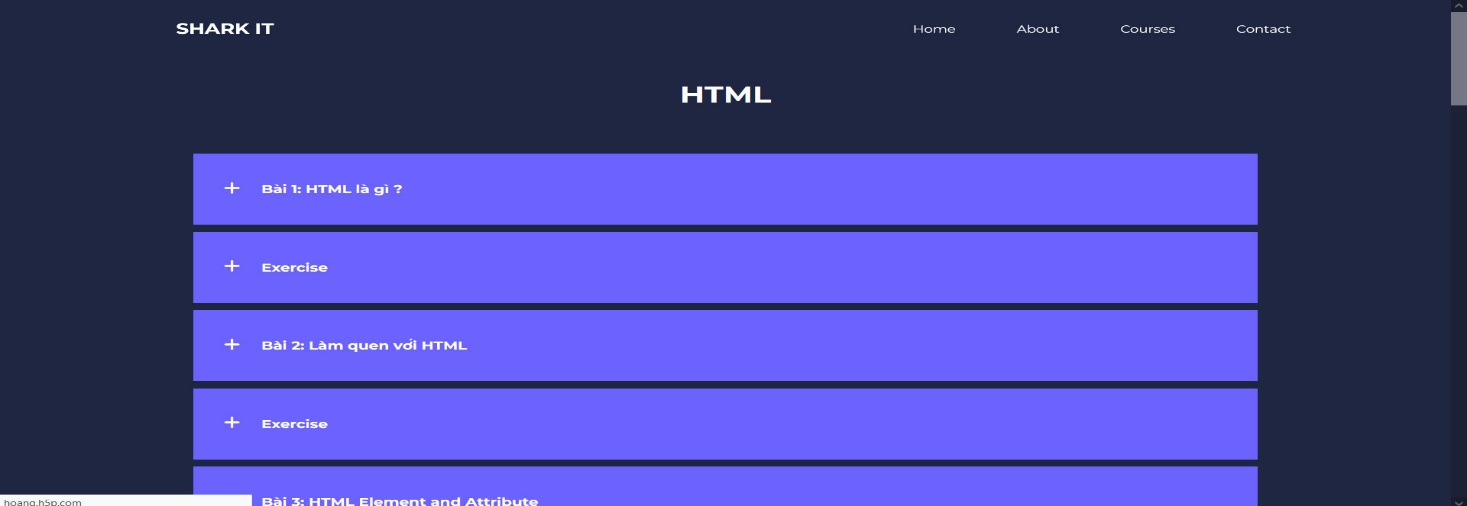 SHARK IT
Home About Courses Contact
HTML
Bài 1: HTML là gì ?
Exercise
Bài 2: Làm quen với HTML
Exercise
Bài 3: HTML Element and Attribute
hoang.h5p.com